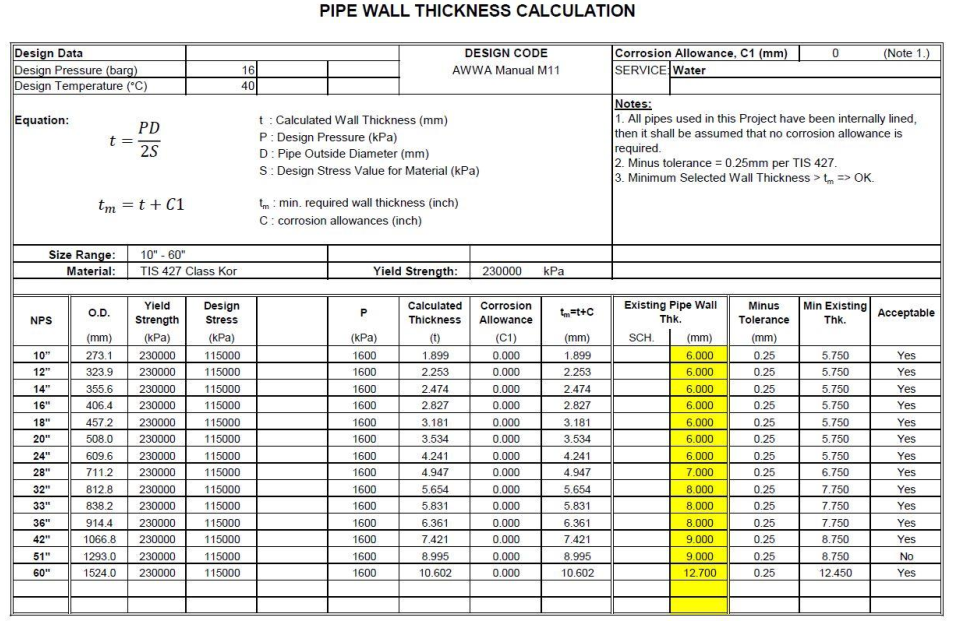 PIPE WALL THICKNESS CALCULATION
Design Data DESIGN CODE Corrosion Allowance, C1 (mm) 0 (Note 1.)
Design Pressure (barg) 16 AWWA Manual M11 SERVICE: Water
Design Temperature (°C) 40
Notes:
Equation: t : Calculated Wall Thickness (mm) 1. All pipes used in this Project have been internally lined,
t = PD / 2S P : Design Pressure (kPa) then it shall be assumed that no corrosion allowance is
D : Pipe Outside Diameter (mm) required.
S : Design Stress Value for Material (kPa) 2. Minus tolerance = 0.25mm per TIS 427.
3. Minimum Selected Wall Thickness > tm => OK.
tm = t + C1 tm : min. required wall thickness (inch)
C : corrosion allowances (inch)
Size Range: 10" - 60"
Material: TIS 427 Class Kor Yield Strength: 230000 kPa
NPS O.D. Yield Strength Design Stress P Calculated Thickness Corrosion Allowance tm=t+C Existing Pipe Wall Thk. Minus Tolerance Min Existing Thk. Acceptable
(mm) (kPa) (kPa) (kPa) (t) (C1) (mm) SCH. (mm) (mm)
10" 273.1 230000 115000 1600 1.899 0.000 1.899 6.000 0.25 5.750 Yes
12" 323.9 230000 115000 1600 2.253 0.000 2.253 6.000 0.25 5.750 Yes
14" 355.6 230000 115000 1600 2.474 0.000 2.474 6.000 0.25 5.750 Yes
16" 406.4 230000 115000 1600 2.827 0.000 2.827 6.000 0.25 5.750 Yes
18" 457.2 230000 115000 1600 3.181 0.000 3.181 6.000 0.25 5.750 Yes
20" 508.0 230000 115000 1600 3.534 0.000 3.534 6.000 0.25 5.750 Yes
24" 609.6 230000 115000 1600 4.241 0.000 4.241 6.000 0.25 5.750 Yes
28" 711.2 230000 115000 1600 4.947 0.000 4.947 7.000 0.25 6.750 Yes
32" 812.8 230000 115000 1600 5.654 0.000 5.654 8.000 0.25 7.750 Yes
33" 838.2 230000 115000 1600 5.831 0.000 5.831 8.000 0.25 7.750 Yes
36" 914.4 230000 115000 1600 6.361 0.000 6.361 8.000 0.25 7.750 Yes
42" 1066.8 230000 115000 1600 7.421 0.000 7.421 9.000 0.25 8.750 Yes
51" 1293.0 230000 115000 1600 8.995 0.000 8.995 9.000 0.25 8.750 No
60" 1524.0 230000 115000 1600 10.602 0.000 10.602 12.700 0.25 12.450 Yes